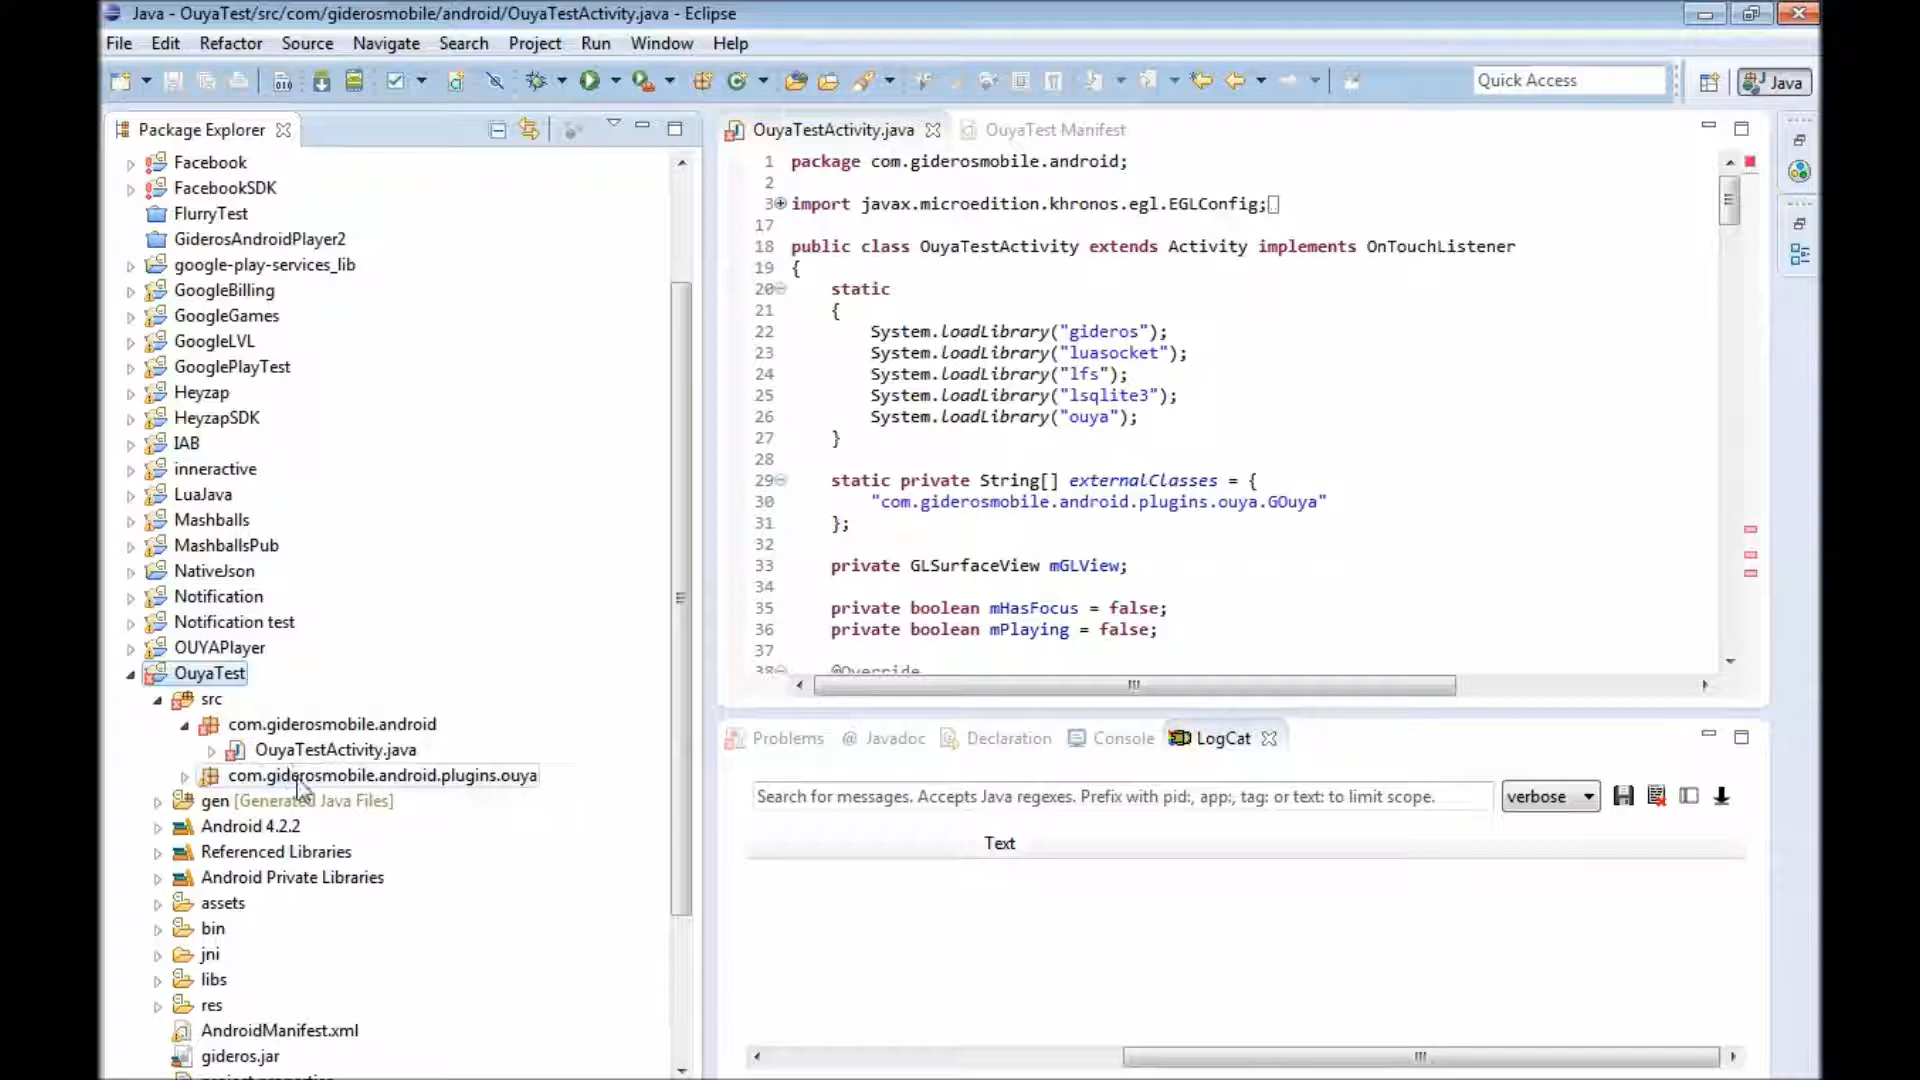 Java - OuyaTest/src/com/giderosmobile/android/OuyaTestActivity.java - Eclipse
File Edit Refactor Source Navigate Search Project Run Window Help
Quick Access
Java
Package Explorer
Facebook
FacebookSDK
FlurryTest
GiderosAndroidPlayer2
google-play-services_lib
GoogleBilling
GoogleGames
GoogleLVL
GooglePlayTest
Heyzap
HeyzapSDK
IAB
inneractive
LuaJava
Mashballs
MashballsPub
NativeJson
Notification
Notification test
OUYAPlayer
OuyaTest
src
com.giderosmobile.android
OuyaTestActivity.java
com.giderosmobile.android.plugins.ouya
gen [Generated Java Files]
Android 4.2.2
Referenced Libraries
Android Private Libraries
assets
bin
jni
libs
res
AndroidManifest.xml
gideros.jar
OuyaTestActivity.java OuyaTest Manifest
1 package com.giderosmobile.android;
2
3 import javax.microedition.khronos.egl.EGLConfig;
17
18 public class OuyaTestActivity extends Activity implements OnTouchListener
19 {
20 static
21 {
22 System.loadLibrary("gideros");
23 System.loadLibrary("luasocket");
24 System.loadLibrary("lfs");
25 System.loadLibrary("lsqlite3");
26 System.loadLibrary("ouya");
27 }
28
29 static private String[] externalClasses = {
30 "com.giderosmobile.android.plugins.ouya.GOuya"
31 };
32
33 private GLSurfaceView mGLView;
34
35 private boolean mHasFocus = false;
36 private boolean mPlaying = false;
37
38 @Override
Problems @ Javadoc Declaration Console LogCat
Search for messages. Accepts Java regexes. Prefix with pid:, app:, tag: or text: to limit scope.
verbose
Text